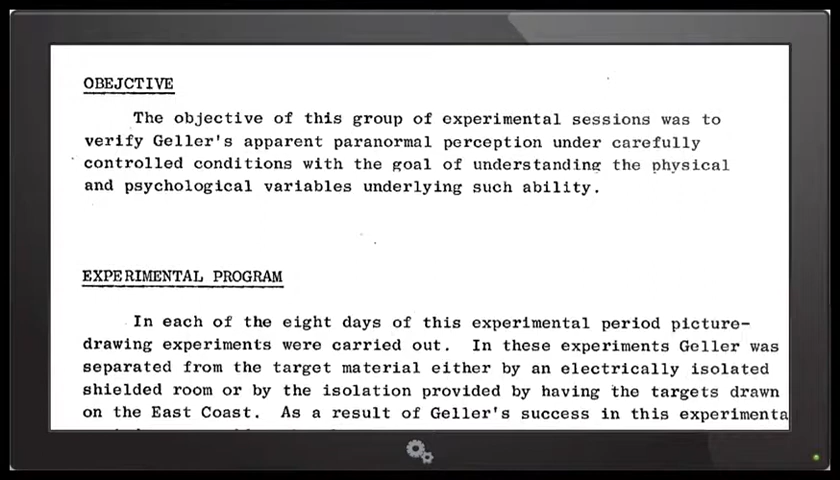 OBEJCTIVE
The objective of this group of experimental sessions was to
verify Geller's apparent paranormal perception under carefully
controlled conditions with the goal of understanding the physical
and psychological variables underlying such ability.
EXPERIMENTAL PROGRAM
In each of the eight days of this experimental period picture-
drawing experiments were carried out. In these experiments Geller was
separated from the target material either by an electrically isolated
shielded room or by the isolation provided by having the targets drawn
on the East Coast. As a result of Geller's success in this experimenta